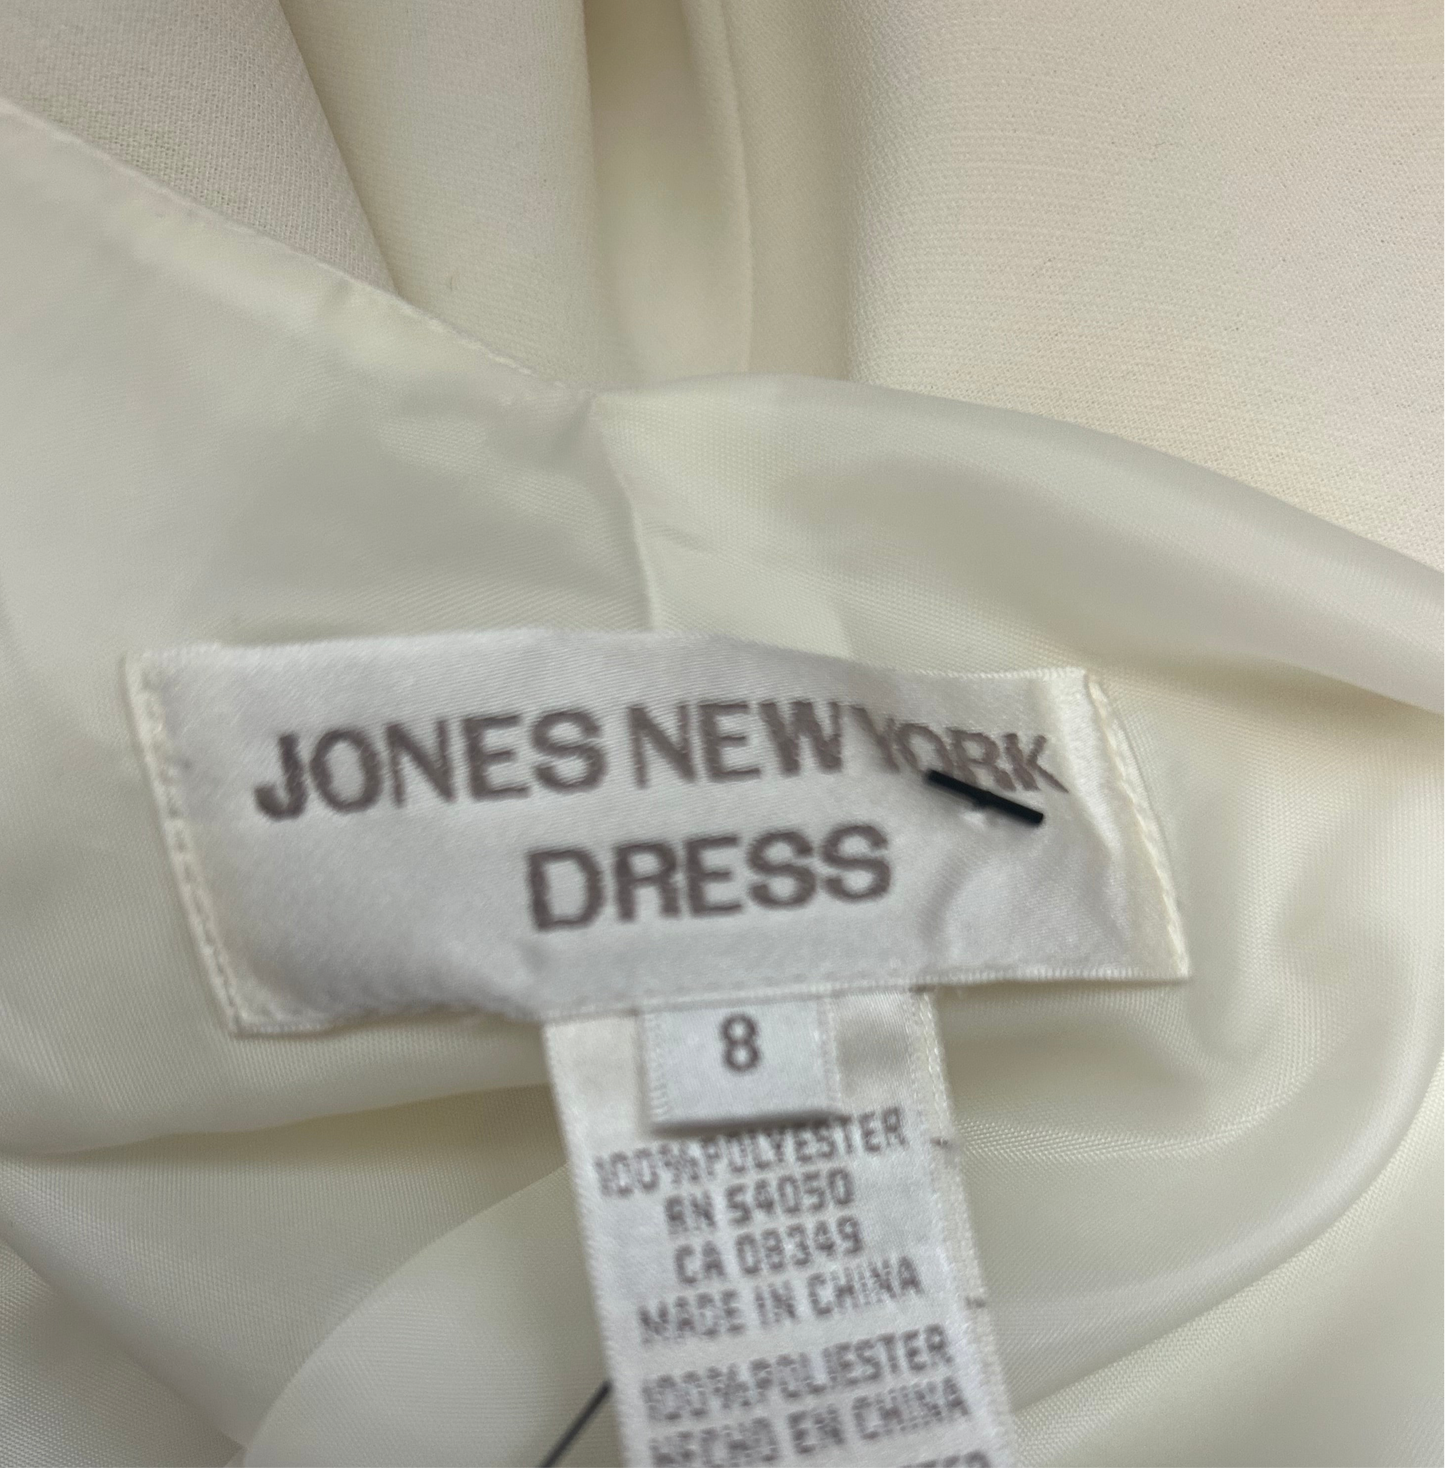 JONES NEW YORK
DRESS
8
100% POLYESTER
RN 54050
CA 08349
MADE IN CHINA
100% POLIESTER
HECHO EN CHINA